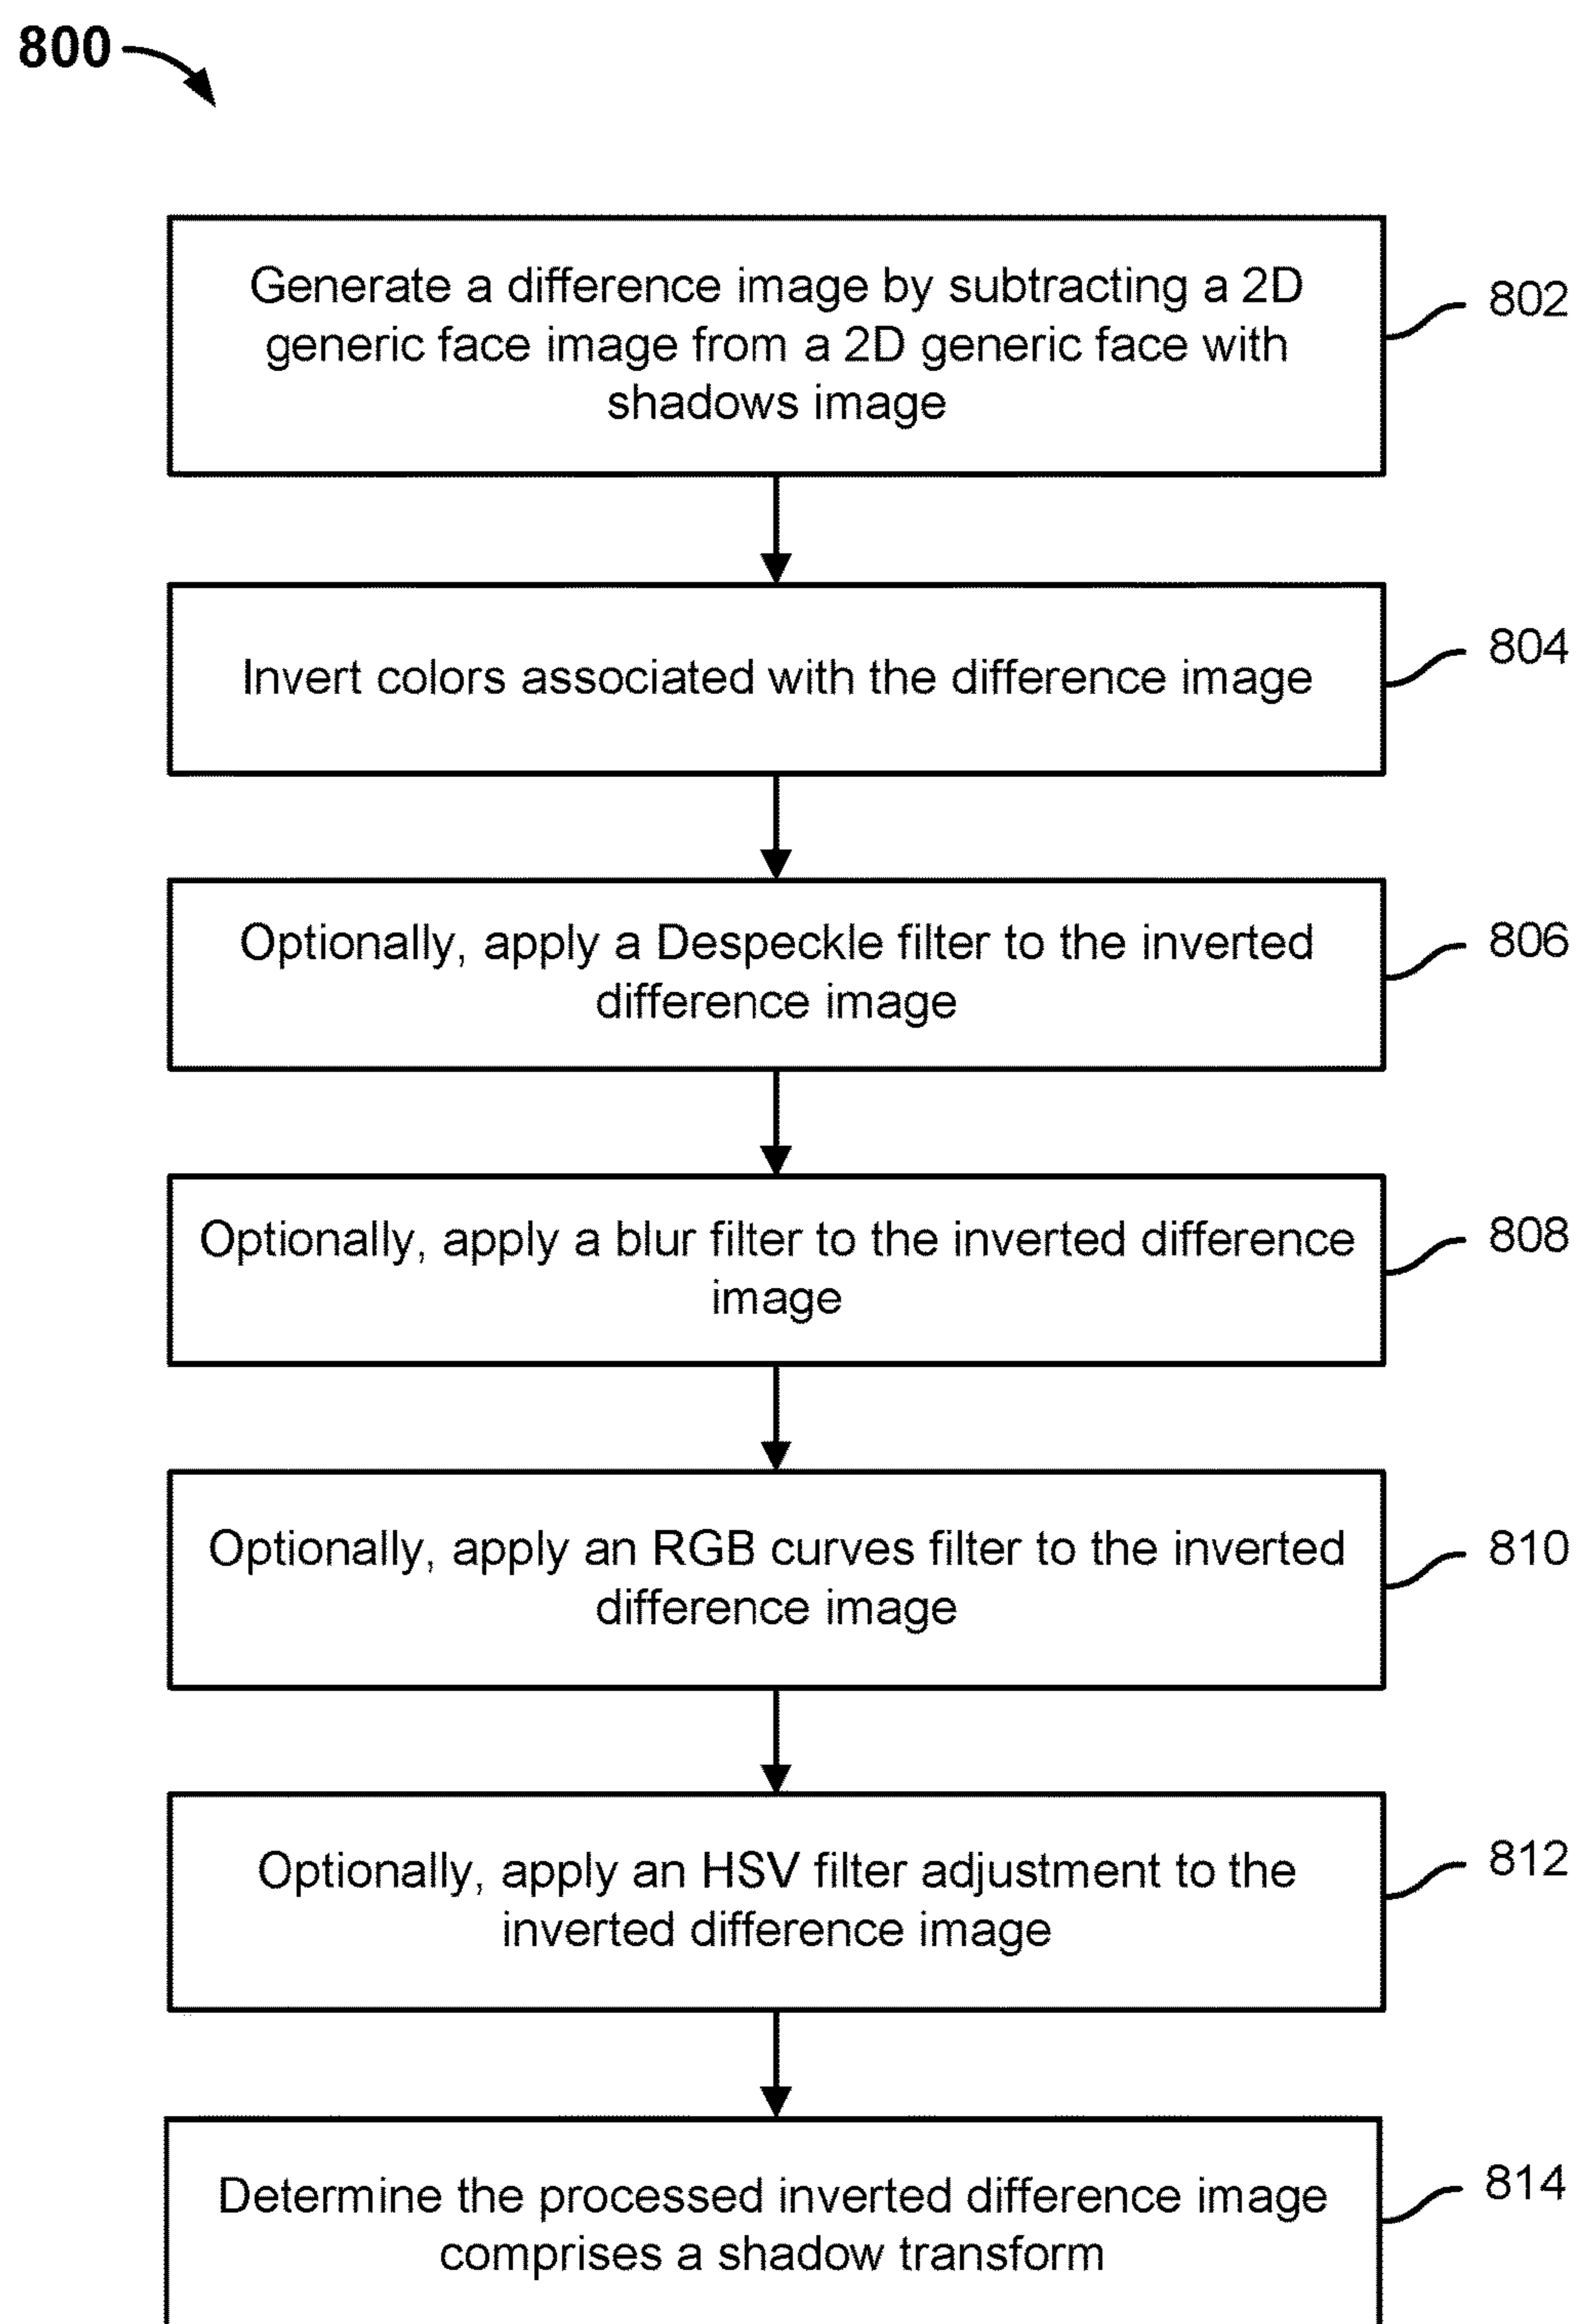 800
Generate a difference image by subtracting a 2D
generic face image from a 2D generic face with
shadows image
802
Invert colors associated with the difference image
804
Optionally, apply a Despeckle filter to the inverted
difference image
806
Optionally, apply a blur filter to the inverted difference
image
808
Optionally, apply an RGB curves filter to the inverted
difference image
810
Optionally, apply an HSV filter adjustment to the
inverted difference image
812
Determine the processed inverted difference image
comprises a shadow transform
814